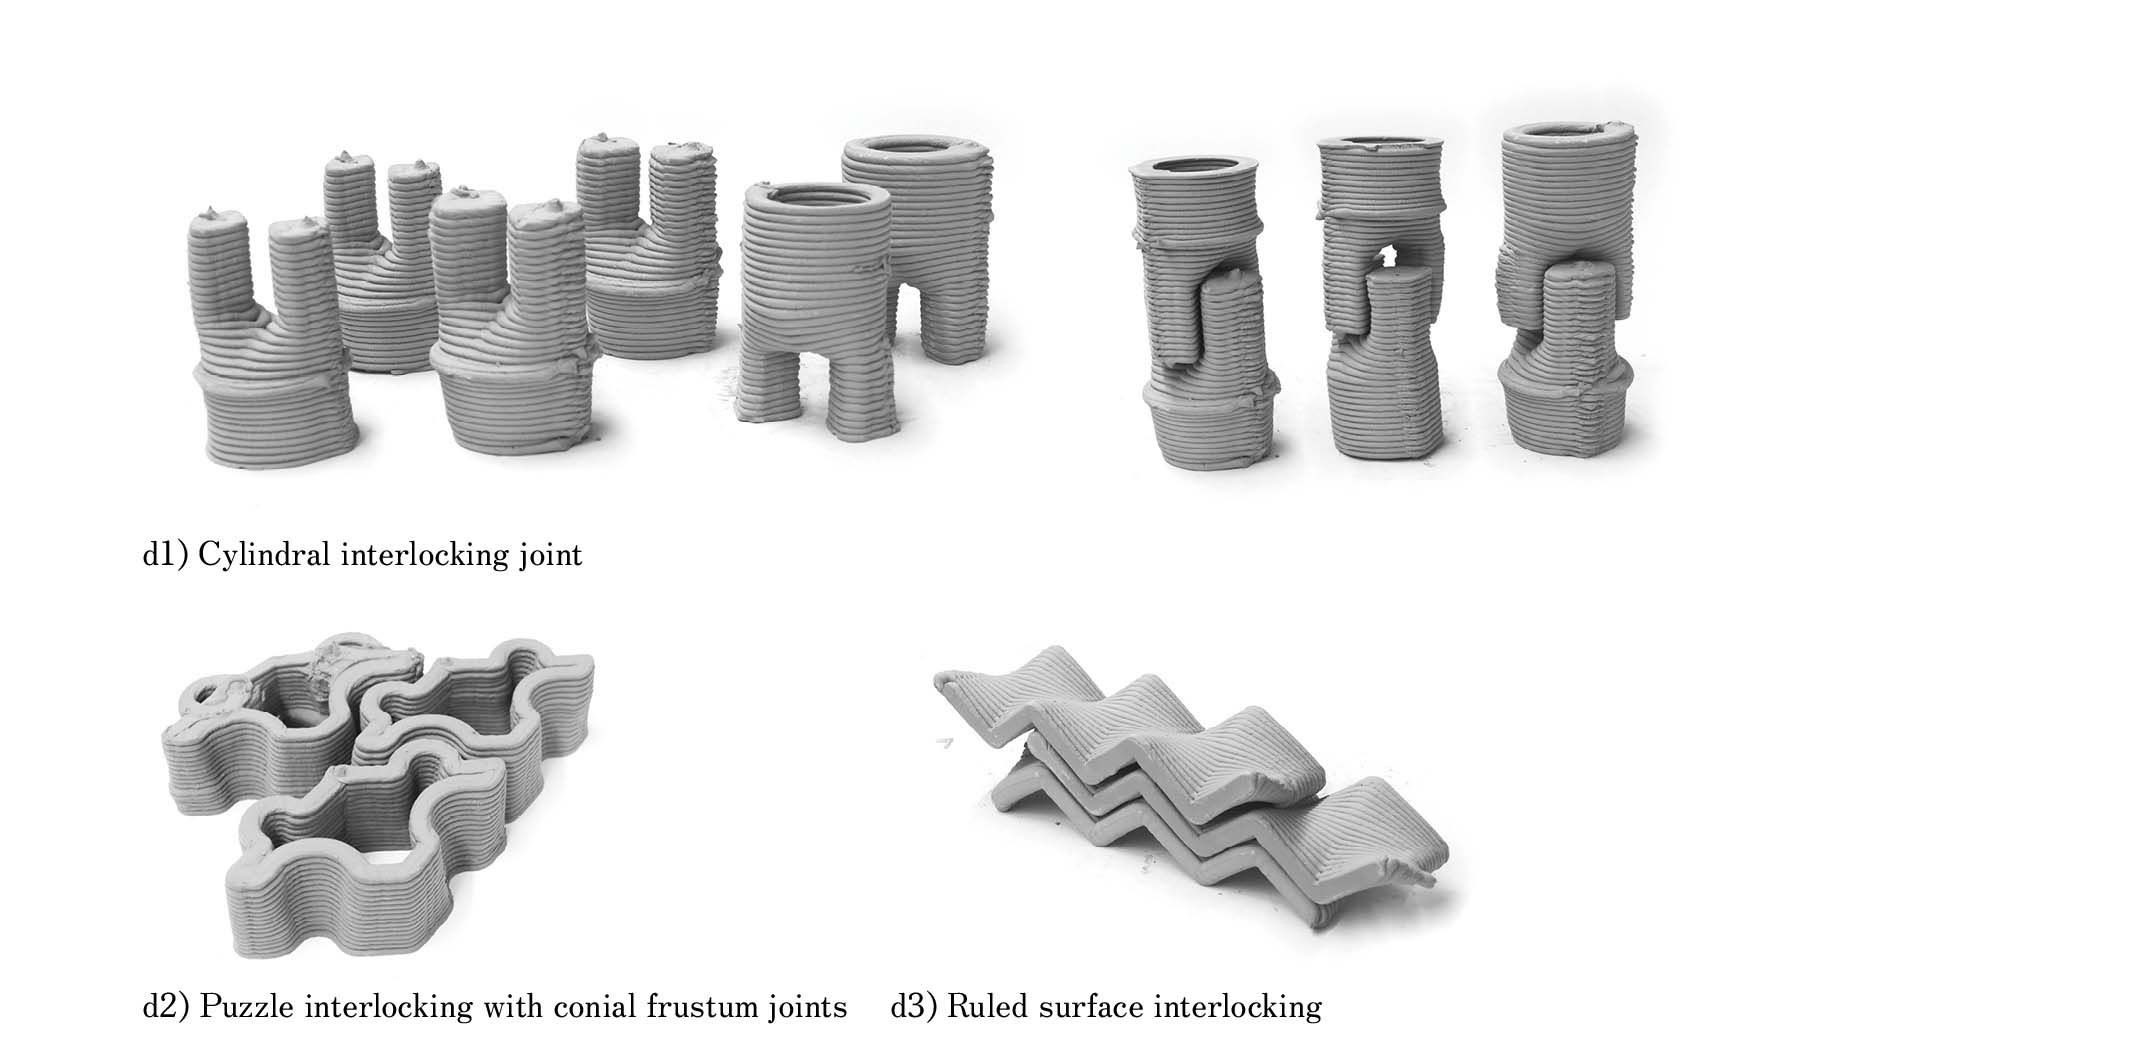 d1) Cylindral interlocking joint
d2) Puzzle interlocking with conial frustum joints
d3) Ruled surface interlocking